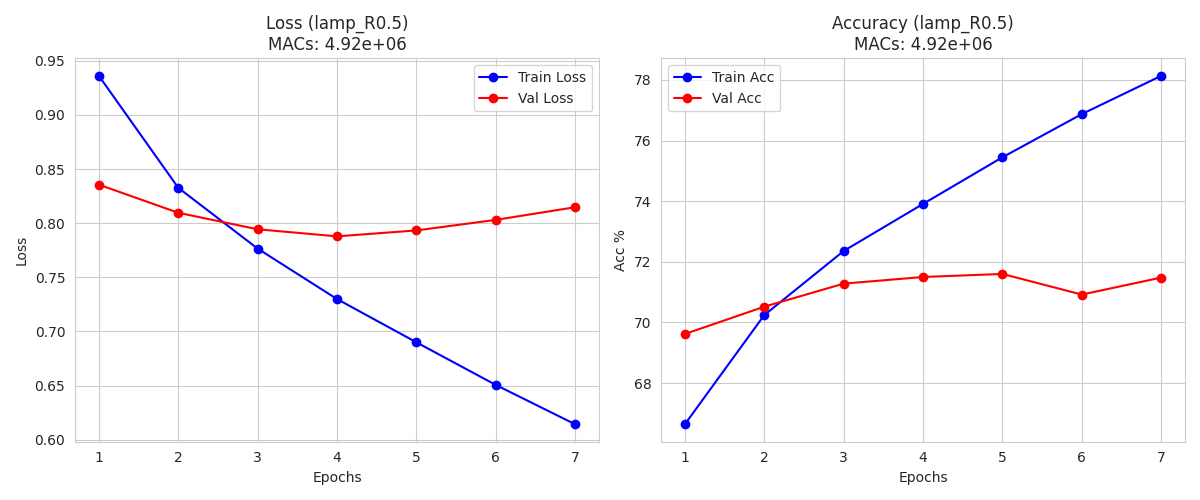 Loss (lamp_R0.5)
MACs: 4.92e+06
0.95
0.90
0.85
0.80
0.75
0.70
0.65
0.60
Loss
Train Loss
Val Loss
1 2 3 4 5 6 7
Epochs
Accuracy (lamp_R0.5)
MACs: 4.92e+06
78
76
74
72
70
68
Acc %
Train Acc
Val Acc
1 2 3 4 5 6 7
Epochs